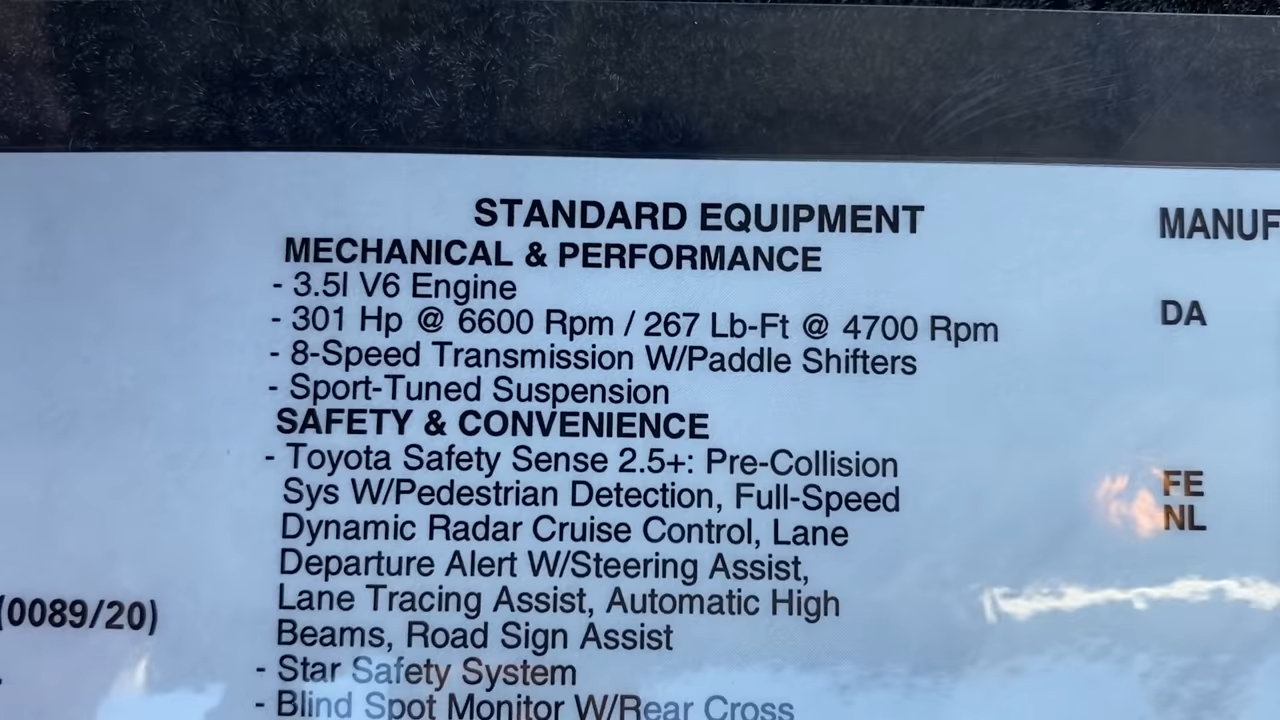 STANDARD EQUIPMENT
MECHANICAL & PERFORMANCE
- 3.5l V6 Engine
- 301 Hp @ 6600 Rpm / 267 Lb-Ft @ 4700 Rpm
- 8-Speed Transmission W/Paddle Shifters
- Sport-Tuned Suspension
SAFETY & CONVENIENCE
- Toyota Safety Sense 2.5+: Pre-Collision
Sys W/Pedestrian Detection, Full-Speed
Dynamic Radar Cruise Control, Lane
Departure Alert W/Steering Assist,
Lane Tracing Assist, Automatic High
Beams, Road Sign Assist
- Star Safety System
- Blind Spot Monitor W/Rear Cross
(0089/20)
MANUF
DA
FE
NL